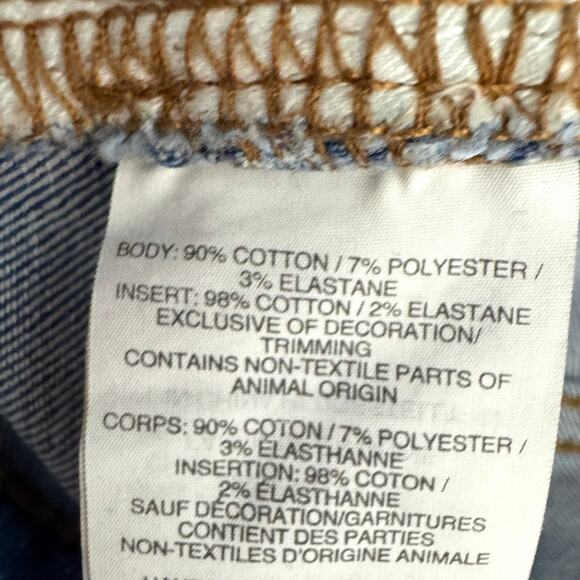 BODY: 90% COTTON / 7% POLYESTER /
3% ELASTANE
INSERT: 98% COTTON / 2% ELASTANE
EXCLUSIVE OF DECORATION/
TRIMMING
CONTAINS NON-TEXTILE PARTS OF
ANIMAL ORIGIN
CORPS: 90% COTON / 7% POLYESTER /
3% ÉLASTHANNE
INSERTION: 98% COTON /
2% ÉLASTHANNE
SAUF DÉCORATION/GARNITURES
CONTIENT DES PARTIES
NON-TEXTILES D'ORIGINE ANIMALE